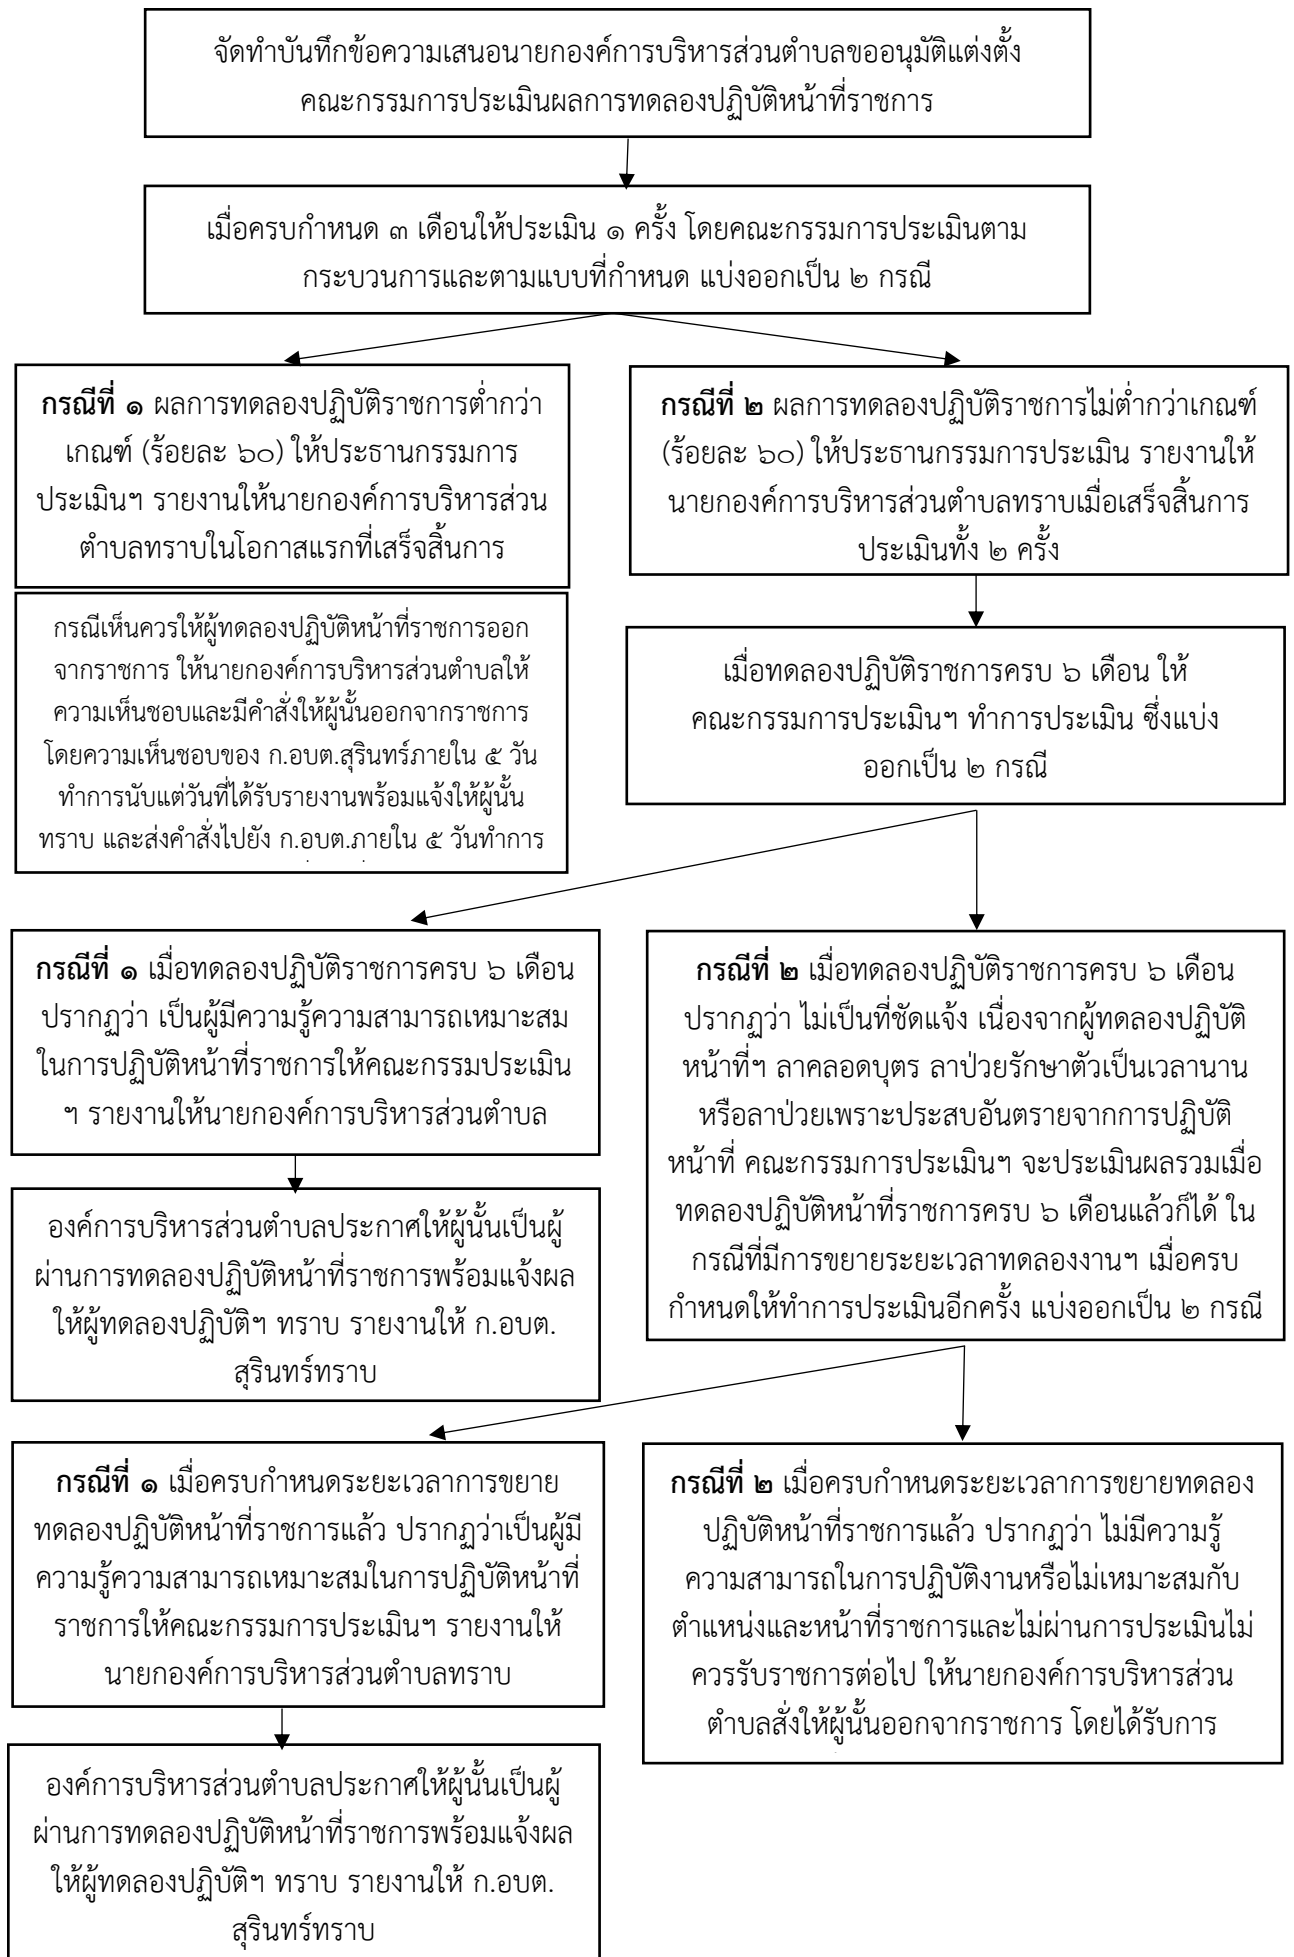 จัดทำบันทึกข้อความเสนอนายกองค์การบริหารส่วนตำบลขออนุมัติแต่งตั้ง
คณะกรรมการประเมินผลการทดลองปฏิบัติหน้าที่ราชการ
เมื่อครบกำหนด ๓ เดือนให้ประเมิน ๑ ครั้ง โดยคณะกรรมการประเมินตาม
กระบวนการและตามแบบที่กำหนด แบ่งออกเป็น ๒ กรณี
กรณีที่ ๑ ผลการทดลองปฏิบัติราชการต่ำกว่า
เกณฑ์ (ร้อยละ ๖๐) ให้ประธานกรรมการ
ประเมินฯ รายงานให้นายกองค์การบริหารส่วน
ตำบลทราบในโอกาสแรกที่เสร็จสิ้นการ
กรณีที่ ๒ ผลการทดลองปฏิบัติราชการไม่ต่ำกว่าเกณฑ์
(ร้อยละ ๖๐) ให้ประธานกรรมการประเมิน รายงานให้
นายกองค์การบริหารส่วนตำบลทราบเมื่อเสร็จสิ้นการ
ประเมินทั้ง ๒ ครั้ง
กรณีเห็นควรให้ผู้ทดลองปฏิบัติหน้าที่ราชการออก
จากราชการ ให้นายกองค์การบริหารส่วนตำบลให้
ความเห็นชอบและมีคำสั่งให้ผู้นั้นออกจากราชการ
โดยความเห็นชอบของ ก.อบต.สุรินทร์ภายใน ๕ วัน
ทำการนับแต่วันที่ได้รับรายงานพร้อมแจ้งให้ผู้นั้น
ทราบ และส่งคำสั่งไปยัง ก.อบต.ภายใน ๕ วันทำการ
เมื่อทดลองปฏิบัติราชการครบ ๖ เดือน ให้
คณะกรรมการประเมินฯ ทำการประเมิน ซึ่งแบ่ง
ออกเป็น ๒ กรณี
กรณีที่ ๑ เมื่อทดลองปฏิบัติราชการครบ ๖ เดือน
ปรากฏว่า เป็นผู้มีความรู้ความสามารถเหมาะสม
ในการปฏิบัติหน้าที่ราชการให้คณะกรรมประเมิน
ฯ รายงานให้นายกองค์การบริหารส่วนตำบล
กรณีที่ ๒ เมื่อทดลองปฏิบัติราชการครบ ๖ เดือน
ปรากฏว่า ไม่เป็นที่ชัดแจ้ง เนื่องจากผู้ทดลองปฏิบัติ
หน้าที่ฯ ลาคลอดบุตร ลาป่วยรักษาตัวเป็นเวลานาน
หรือลาป่วยเพราะประสบอันตรายจากการปฏิบัติ
หน้าที่ คณะกรรมการประเมินฯ จะประเมินผลรวมเมื่อ
ทดลองปฏิบัติหน้าที่ราชการครบ ๖ เดือนแล้วก็ได้ ใน
กรณีที่มีการขยายระยะเวลาทดลองงานฯ เมื่อครบ
กำหนดให้ทำการประเมินอีกครั้ง แบ่งออกเป็น ๒ กรณี
องค์การบริหารส่วนตำบลประกาศให้ผู้นั้นเป็นผู้
ผ่านการทดลองปฏิบัติหน้าที่ราชการพร้อมแจ้งผล
ให้ผู้ทดลองปฏิบัติฯ ทราบ รายงานให้ ก.อบต.
สุรินทร์ทราบ
กรณีที่ ๑ เมื่อครบกำหนดระยะเวลาการขยาย
ทดลองปฏิบัติหน้าที่ราชการแล้ว ปรากฏว่าเป็นผู้มี
ความรู้ความสามารถเหมาะสมในการปฏิบัติหน้าที่
ราชการให้คณะกรรมการประเมินฯ รายงานให้
นายกองค์การบริหารส่วนตำบลทราบ
กรณีที่ ๒ เมื่อครบกำหนดระยะเวลาการขยายทดลอง
ปฏิบัติหน้าที่ราชการแล้ว ปรากฏว่า ไม่มีความรู้
ความสามารถในการปฏิบัติงานหรือไม่เหมาะสมกับ
ตำแหน่งและหน้าที่ราชการและไม่ผ่านการประเมินไม่
ควรรับราชการต่อไป ให้นายกองค์การบริหารส่วน
ตำบลสั่งให้ผู้นั้นออกจากราชการ โดยได้รับการ
องค์การบริหารส่วนตำบลประกาศให้ผู้นั้นเป็นผู้
ผ่านการทดลองปฏิบัติหน้าที่ราชการพร้อมแจ้งผล
ให้ผู้ทดลองปฏิบัติฯ ทราบ รายงานให้ ก.อบต.
สุรินทร์ทราบ